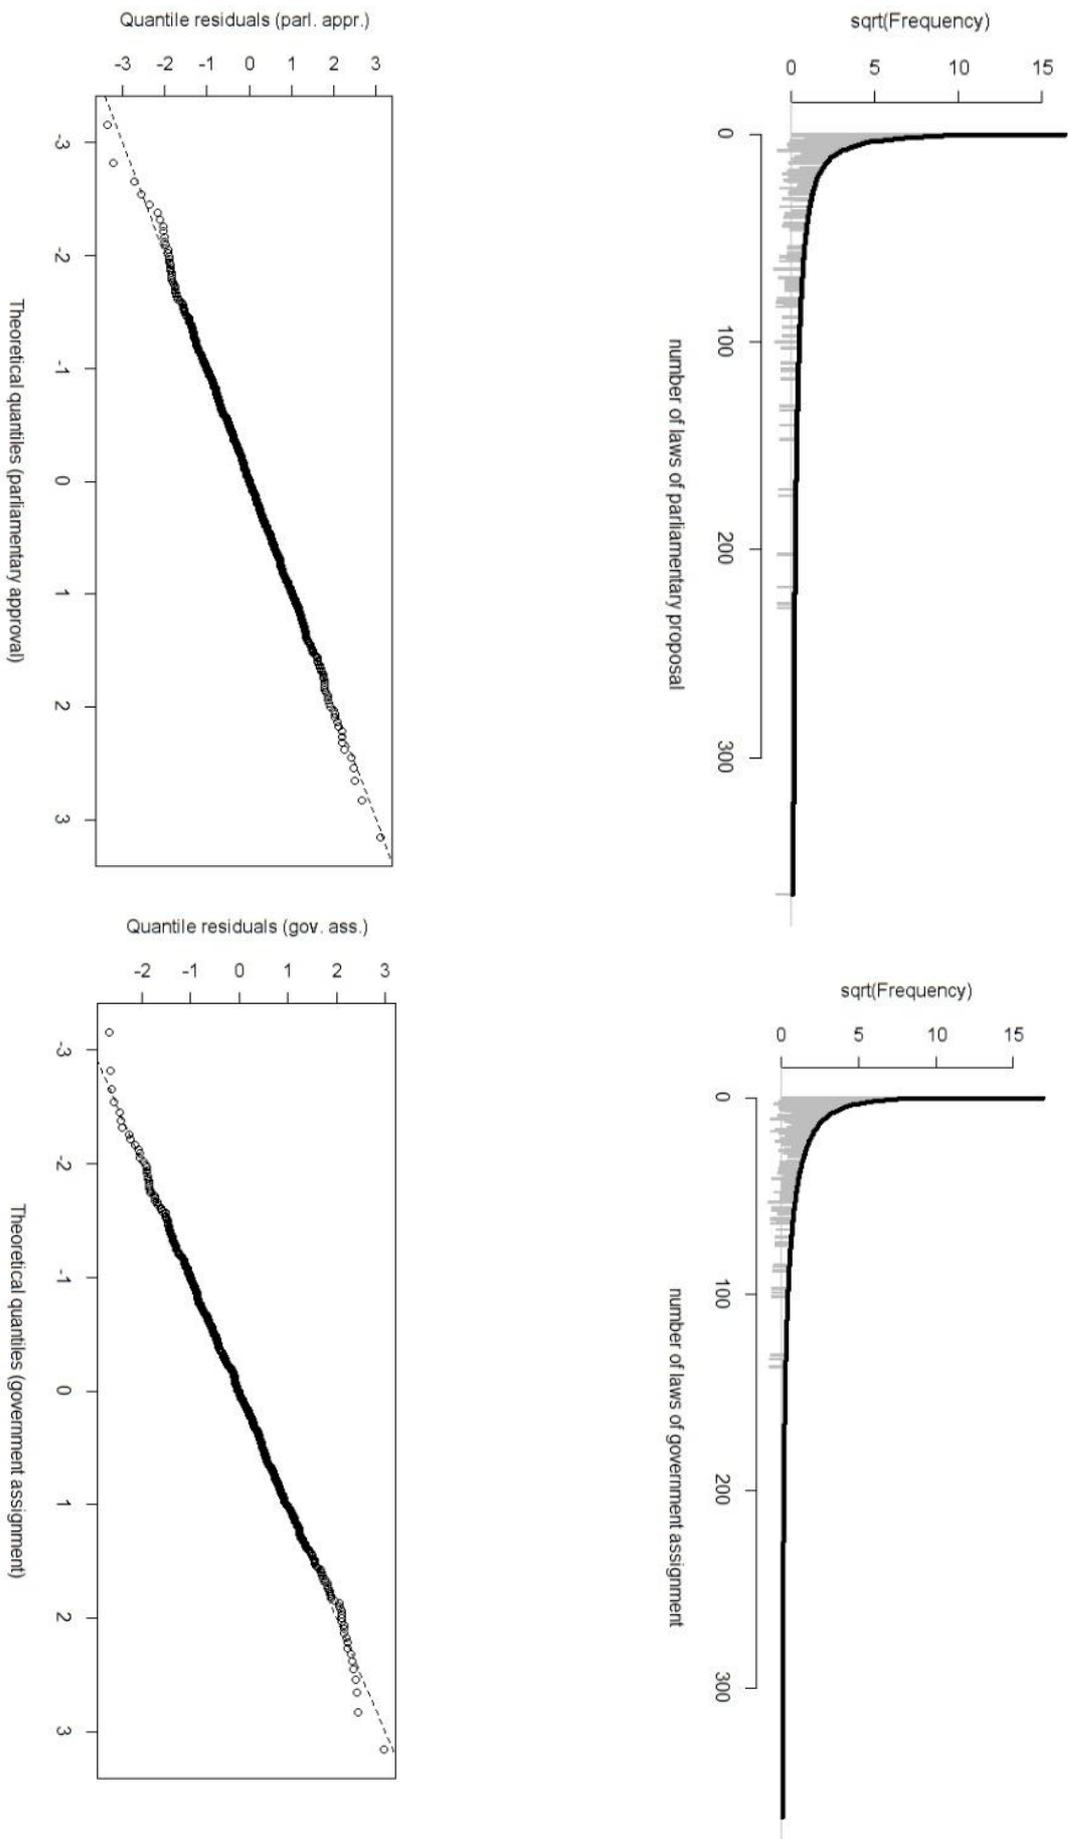 Quantile residuals (parl. appr.)
-3 -2 -1 0 1 2 3
-3 -2 -1 0 1 2 3
Theoretical quantiles (parliamentary approval)
sqrt(Frequency)
0 5 10 15
0 100 200 300
number of laws of parliamentary proposal
Quantile residuals (gov. ass.)
-2 -1 0 1 2 3
-3 -2 -1 0 1 2 3
Theoretical quantiles (government assignment)
sqrt(Frequency)
0 5 10 15
0 100 200 300
number of laws of government assignment